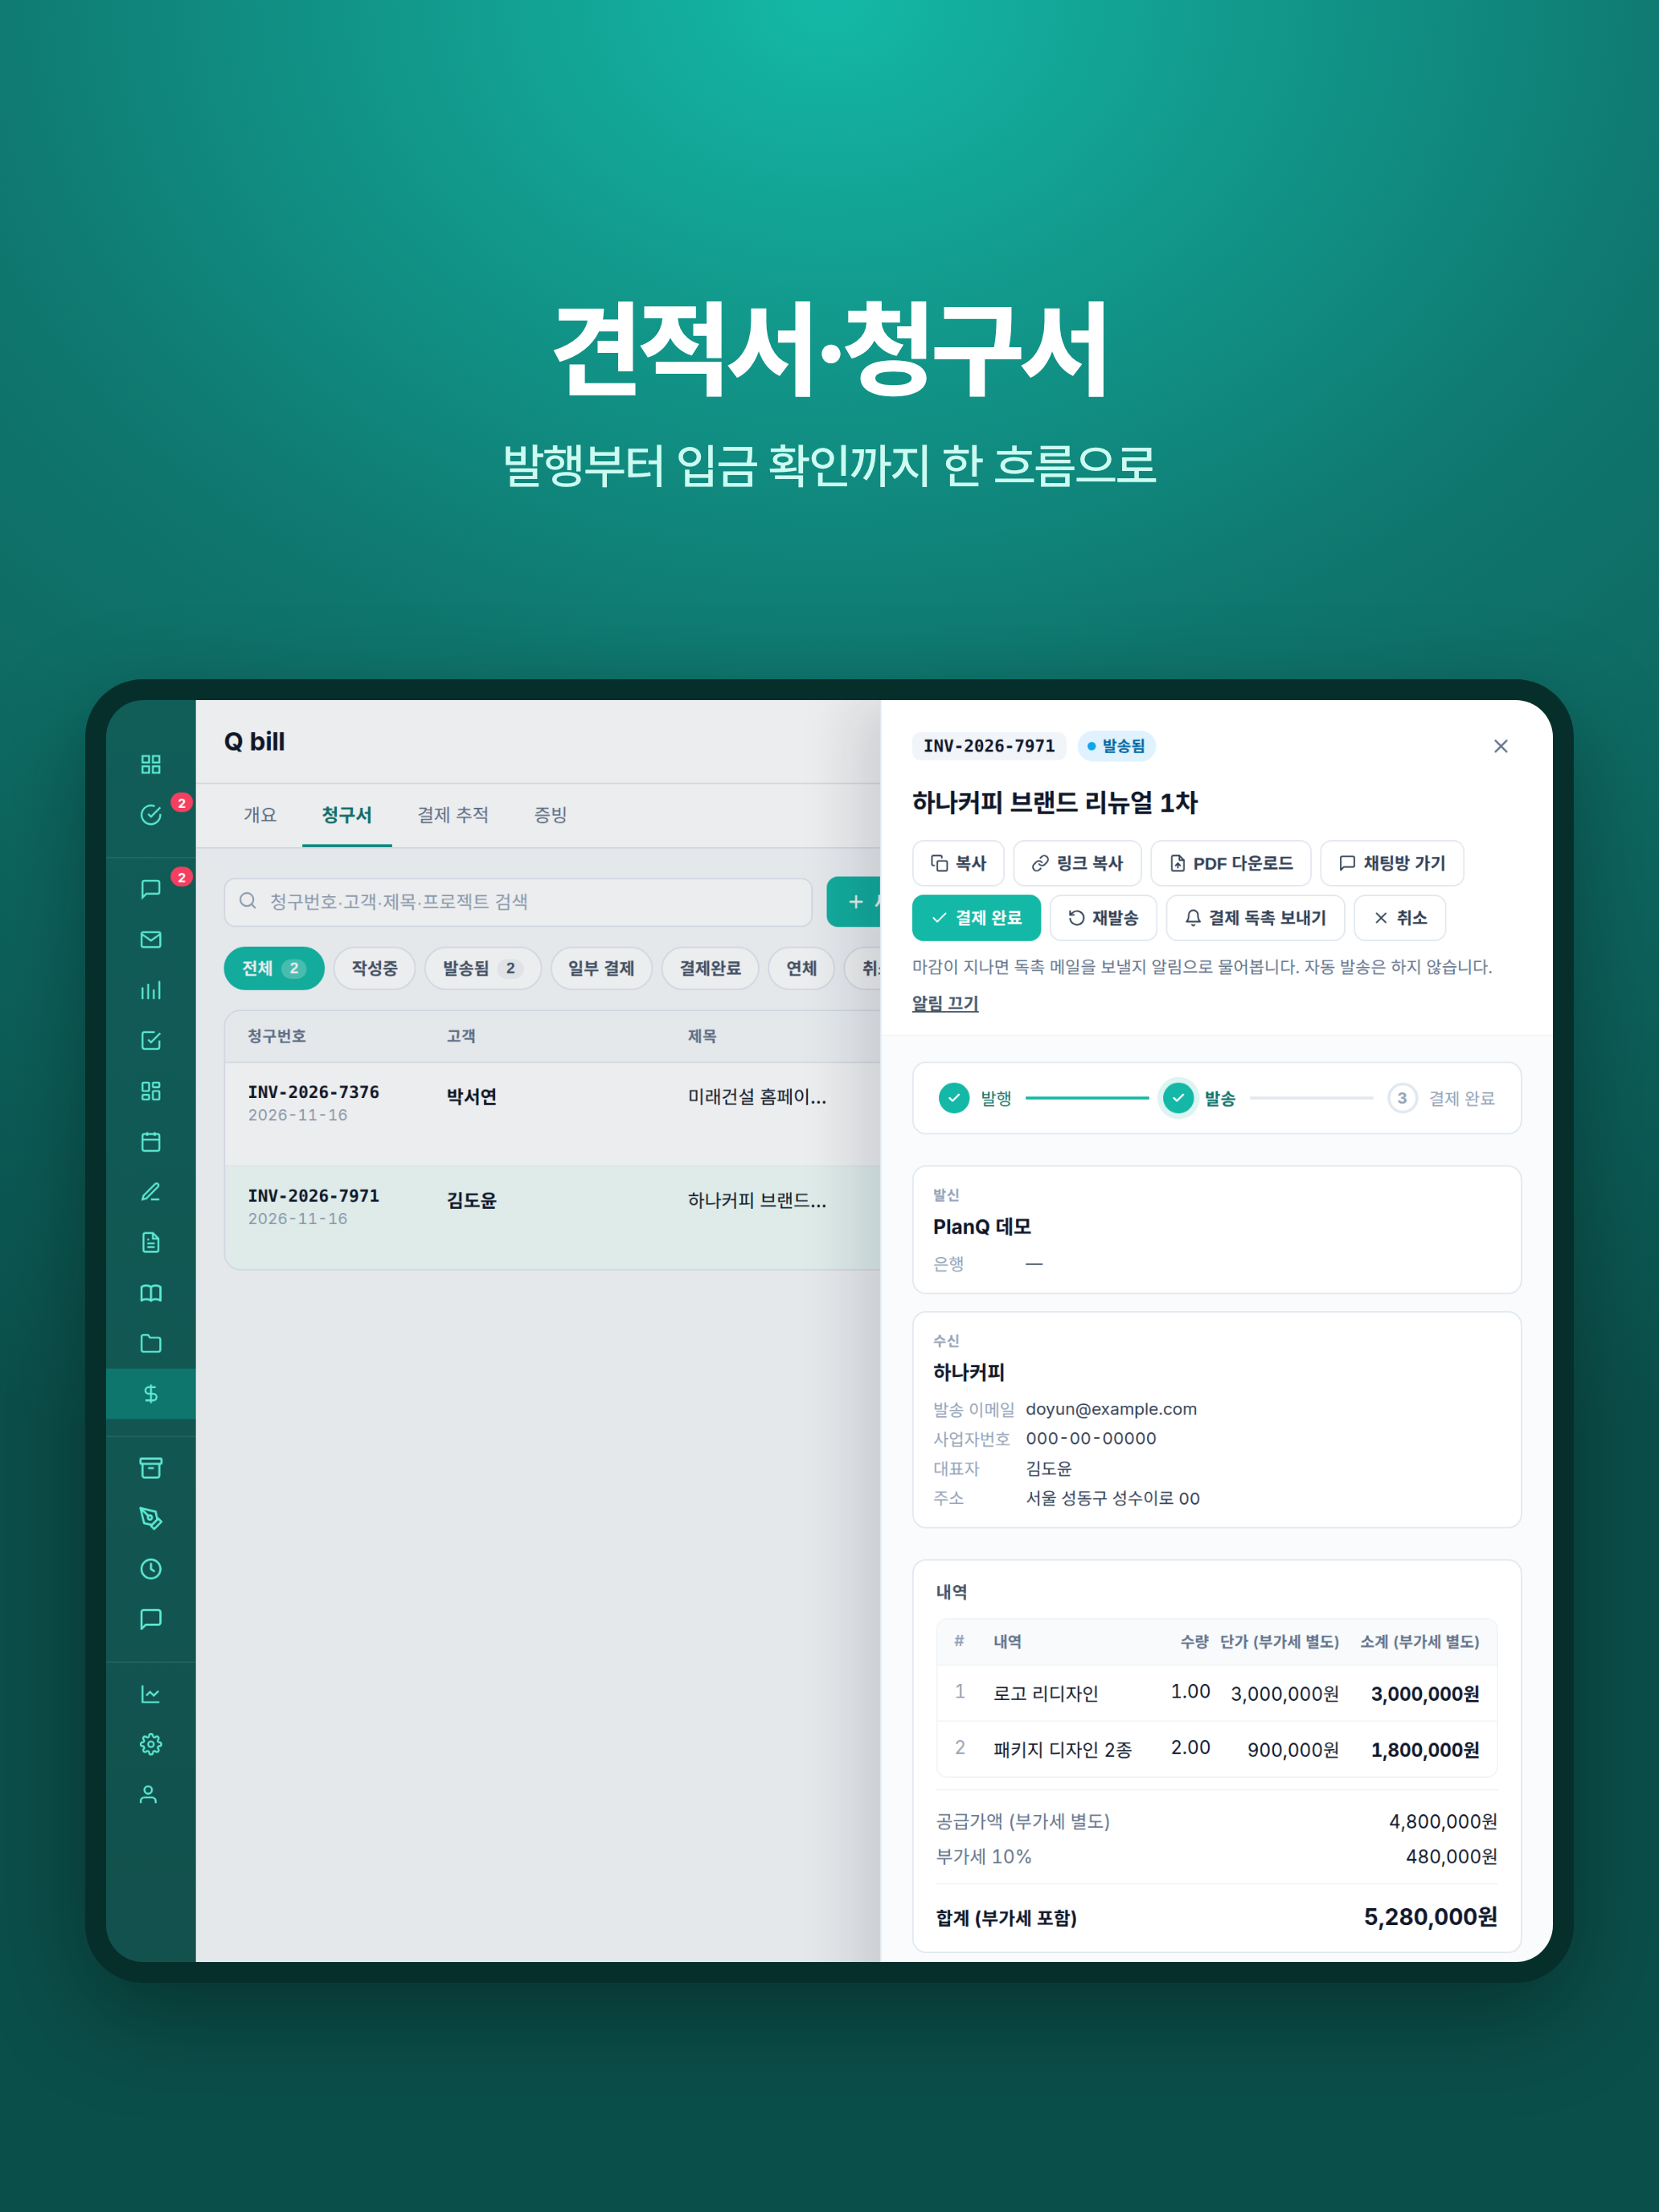 견적서·청구서
발행부터 입금 확인까지 한 흐름으로
2
2
Q bill
개요 청구서 결제 추적 증빙
청구번호·고객·제목·프로젝트 검색
전체 2 작성중 발송됨 2 일부 결제 결제완료 연체
청구번호 고객 제목
INV-2026-7376 박서연 미래건설 홈페이...
2026-11-16
INV-2026-7971 김도윤 하나커피 브랜드...
2026-11-16
INV-2026-7971 발송됨
하나커피 브랜드 리뉴얼 1차
복사 링크 복사 PDF 다운로드 채팅방 가기
결제 완료 재발송 결제 독촉 보내기 취소
마감이 지나면 독촉 메일을 보낼지 알림으로 물어봅니다. 자동 발송은 하지 않습니다.
알림 끄기
발행 발송 3 결제 완료
발신
PlanQ 데모
은행 —
수신
하나커피
발송 이메일 doyun@example.com
사업자번호 000-00-00000
대표자 김도윤
주소 서울 성동구 성수이로 00
내역
# 내역 수량 단가 (부가세 별도) 소계 (부가세 별도)
1 로고 리디자인 1.00 3,000,000원 3,000,000원
2 패키지 디자인 2종 2.00 900,000원 1,800,000원
공급가액 (부가세 별도) 4,800,000원
부가세 10% 480,000원
합계 (부가세 포함) 5,280,000원